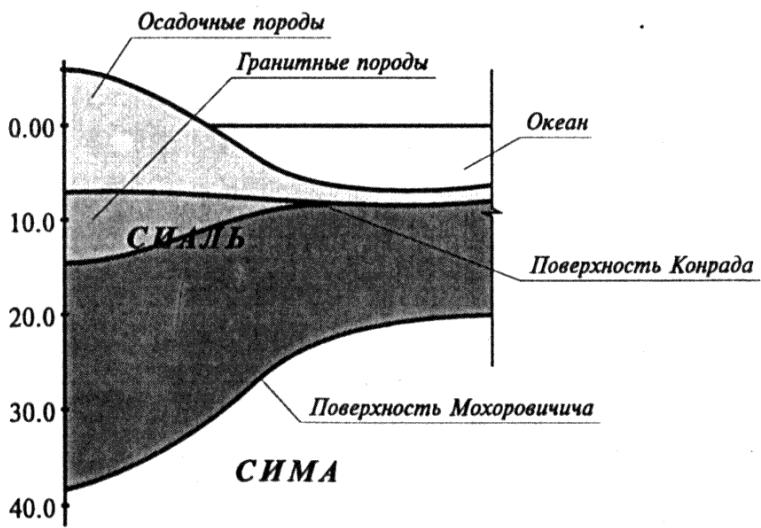 Осадочные породы
Гранитные породы
0.00
Океан
10.0
СИАЛЬ
Поверхность Конрада
20.0
30.0
Поверхность Мохоровичича
СИМА
40.0